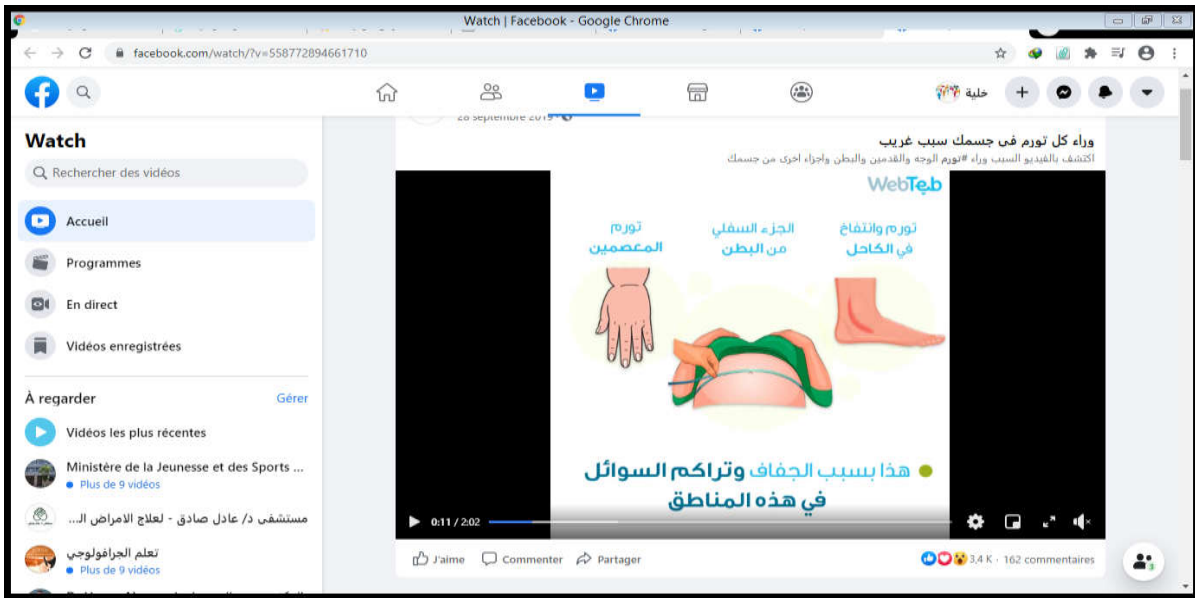 Watch | Facebook - Google Chrome
facebook.com/watch/?v=558772894661710
خلية
Watch
Rechercher des vidéos
Accueil
Programmes
En direct
Vidéos enregistrées
À regarder
Gérer
Vidéos les plus récentes
Ministère de la Jeunesse et des Sports ...
Plus de 9 vidéos
مستشفى د/ عادل صادق - لعلاج الامراض الـ...
تعلم الجرافولوجي
Plus de 9 vidéos
28 septembre 2019
وراء كل تورم في جسمك سبب غريب
اكتشف بالفيديو السبب وراء #تورم الوجه والقدمين والبطن واجزاء اخرى من جسمك
WebTeb
تورم وانتفاخ
في الكاحل
الجزء السفلي
من البطن
تورم
المعصمين
هذا بسبب الجفاف وتراكم السوائل
في هذه المناطق
0:11 / 2:02
J'aime
Commenter
Partager
3,4 K · 162 commentaires
3